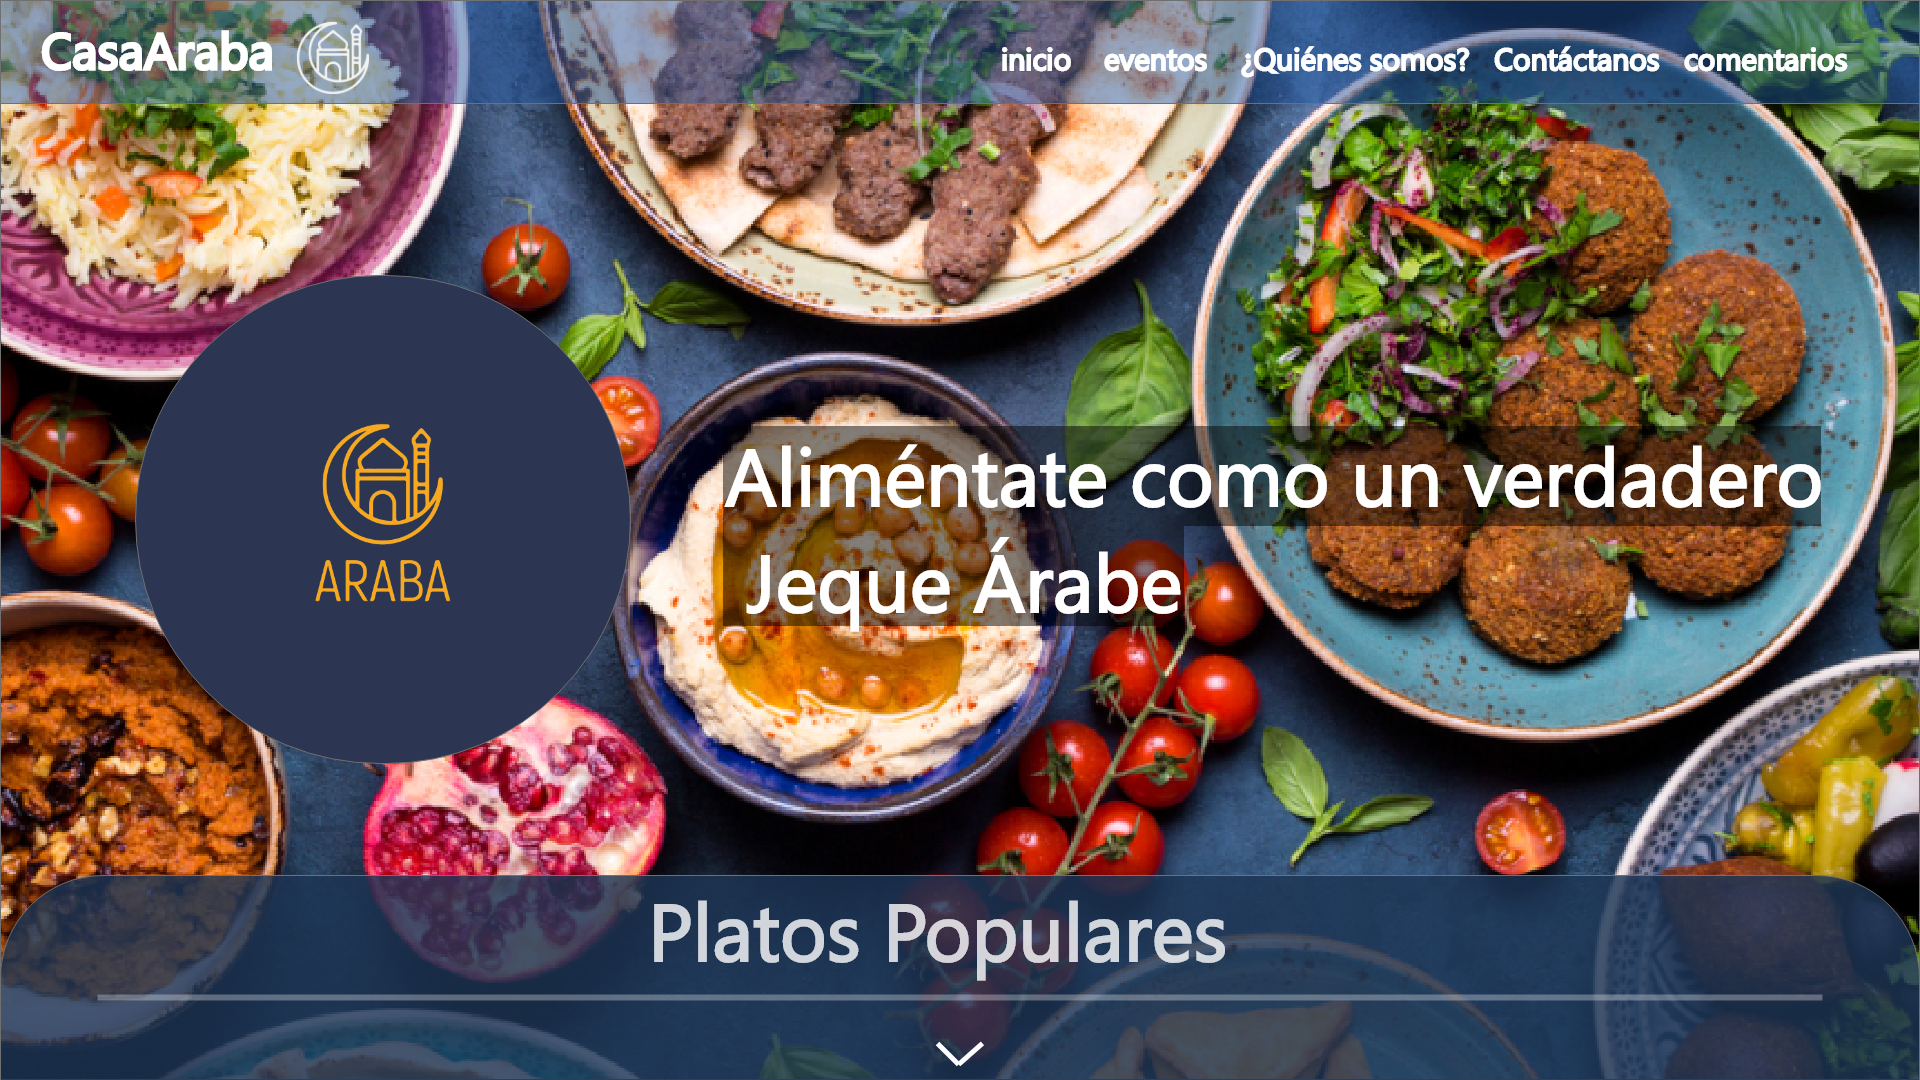 CasaAraba
inicio eventos ¿Quiénes somos? Contáctanos comentarios
ARABA
Aliméntate como un verdadero
Jeque Árabe
Platos Populares